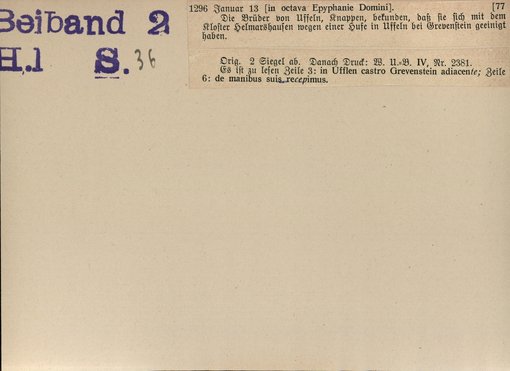 Beiband 2
H.1 S. 36
1296 Januar 13 [in octava Epyphanie Domini]. [77
Die Brüder von Uffeln, Knappen, bekunden, daß sie sich mit dem
Kloster Helmarshausen wegen einer Hufe in Uffeln bei Grevenstein geeinigt
haben.
Orig. 2 Siegel ab. Danach Druck: W. U.-B. IV, Nr. 2381.
Es ist zu lesen Zeile 3: in Ufflen castro Grevenstein adiacente; Zeile
6: de manibus suis recepimus.